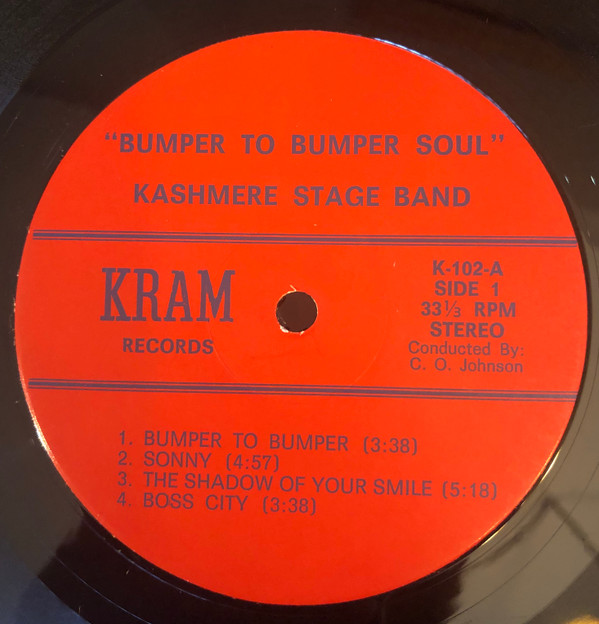 "BUMPER TO BUMPER SOUL"
KASHMERE STAGE BAND
KRAM
RECORDS
K-102-A
SIDE 1
33⅓ RPM
STEREO
Conducted By:
C. O. Johnson
1. BUMPER TO BUMPER (3:38)
2. SONNY (4:57)
3. THE SHADOW OF YOUR SMILE (5:18)
4. BOSS CITY (3:38)